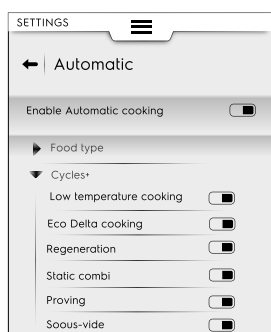 SETTINGS
Automatic
Enable Automatic cooking
Food type
Cycles+
Low temperature cooking
Eco Delta cooking
Regeneration
Static combi
Proving
Soous-vide